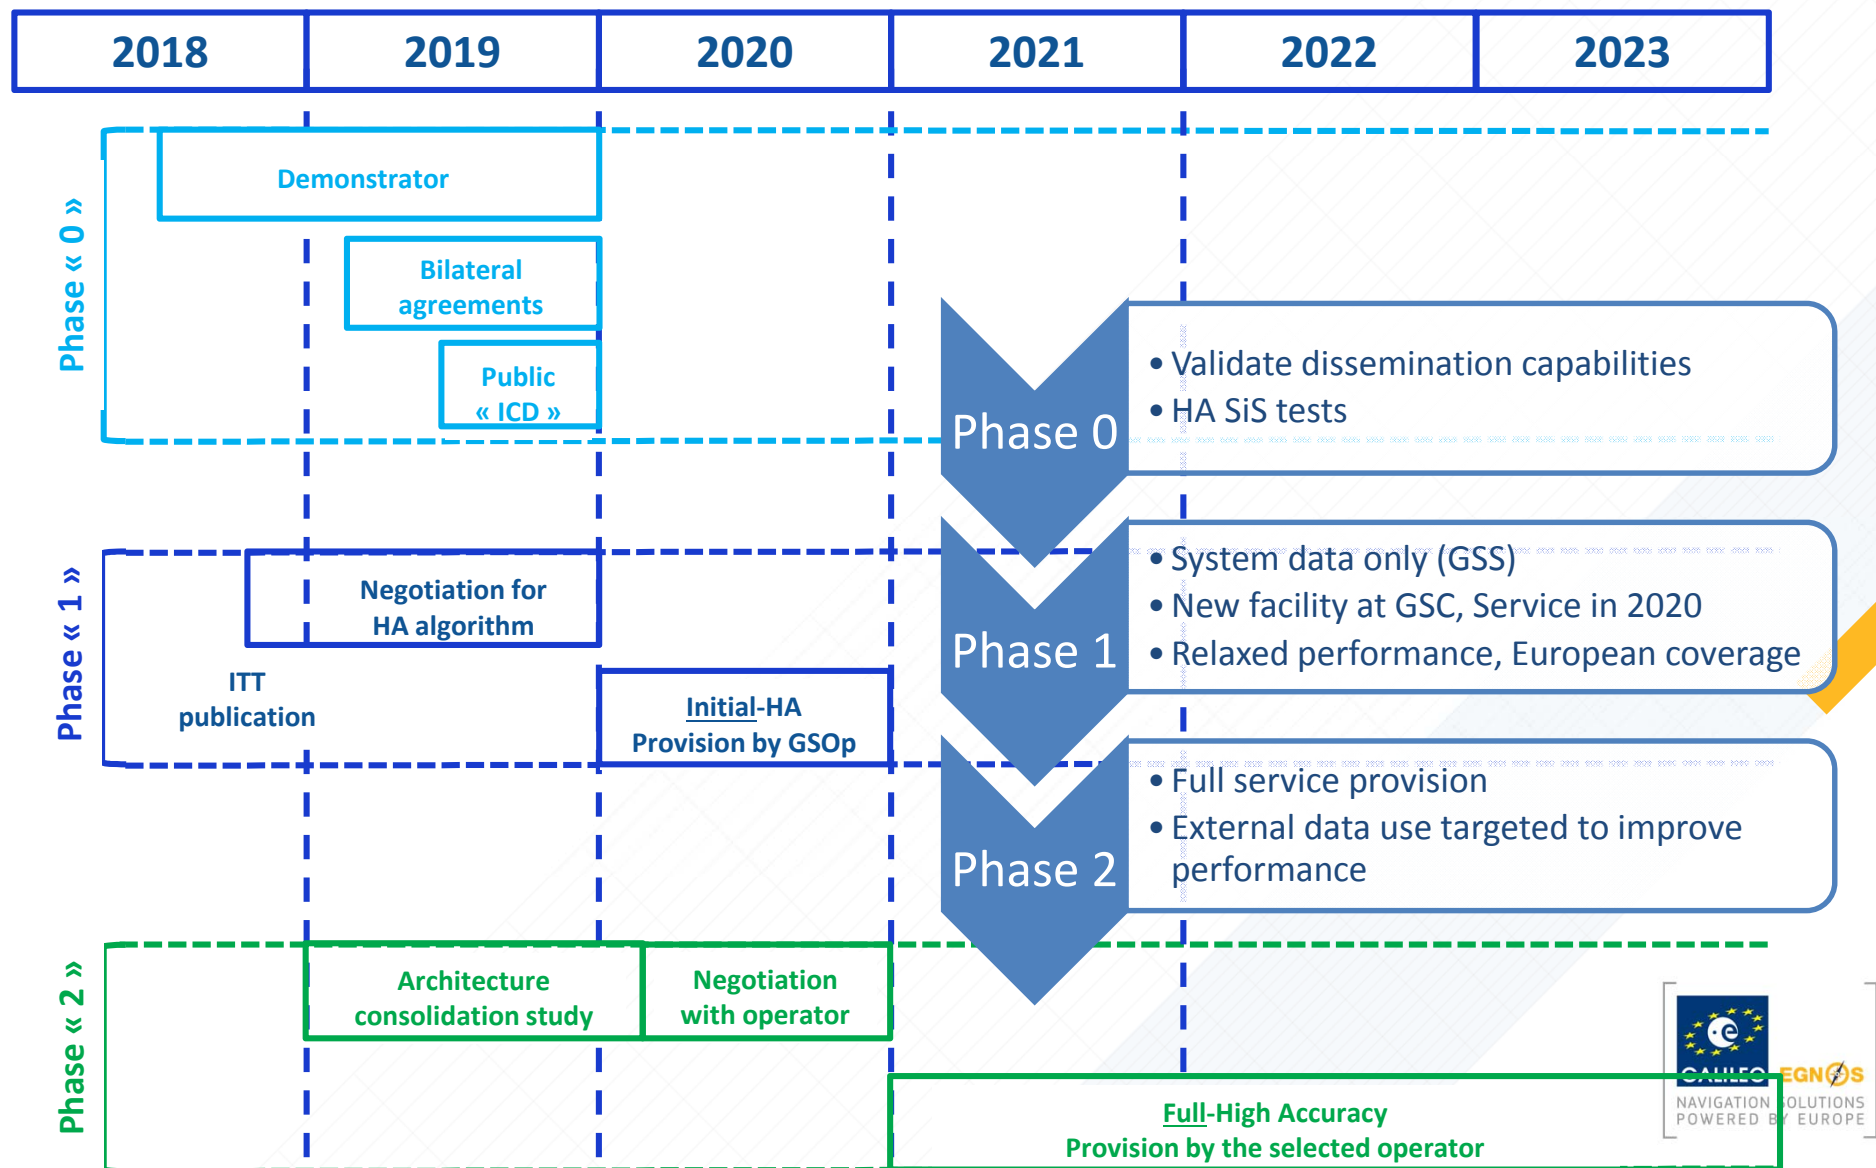 2018 2019 2020 2021 2022 2023
Phase « 0 »
Demonstrator
Bilateral
agreements
Public
« ICD »
Phase 0
• Validate dissemination capabilities
• HA SiS tests
Phase « 1 »
Negotiation for
HA algorithm
ITT
publication
Initial-HA
Provision by GSOp
Phase 1
• System data only (GSS)
• New facility at GSC, Service in 2020
• Relaxed performance, European coverage
Phase 2
• Full service provision
• External data use targeted to improve
performance
Phase « 2 »
Architecture
consolidation study
Negotiation
with operator
Full-High Accuracy
Provision by the selected operator
GALILEO EGNOS
NAVIGATION SOLUTIONS
POWERED BY EUROPE